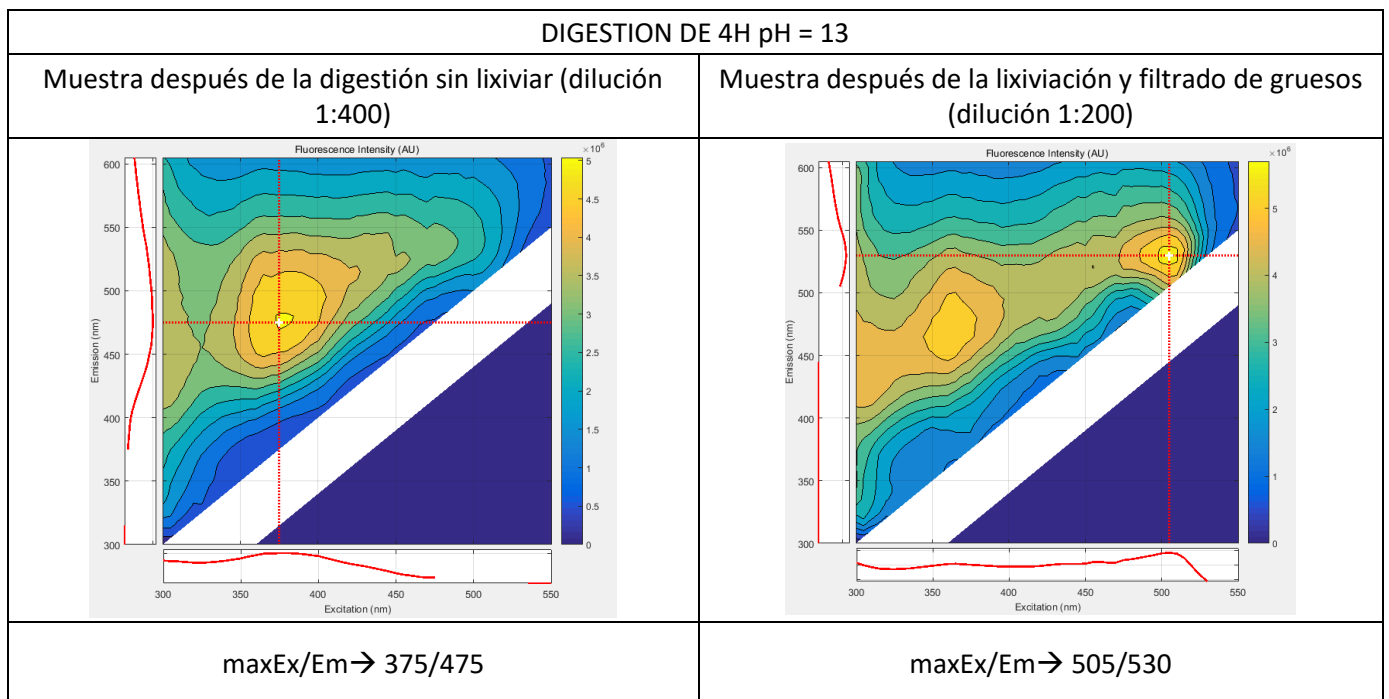 DIGESTION DE 4H pH = 13
Muestra después de la digestión sin lixiviar (dilución
1:400)
Muestra después de la lixiviación y filtrado de gruesos
(dilución 1:200)
Fluorescence Intensity (AU)
×10⁶
600
550
500
450
400
350
300
Emission (nm)
5
4.5
4
3.5
3
2.5
2
1.5
1
0.5
0
300 350 400 450 500 550
Excitation (nm)
Fluorescence Intensity (AU)
×10⁶
600
550
500
450
400
350
300
Emission (nm)
5
4
3
2
1
0
300 350 400 450 500 550
Excitation (nm)
maxEx/Em→ 375/475
maxEx/Em→ 505/530